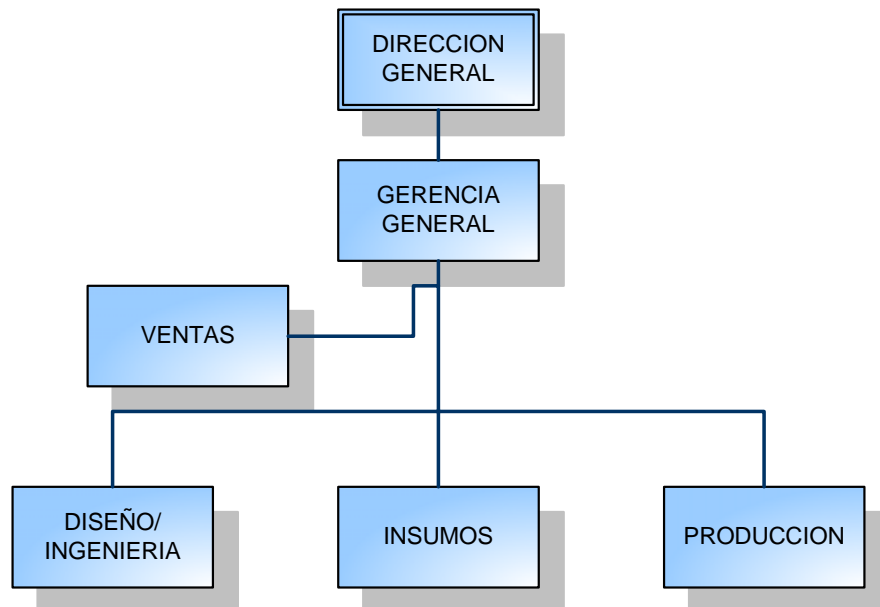 DIRECCION
GENERAL
GERENCIA
GENERAL
VENTAS
DISEÑO/
INGENIERIA
INSUMOS
PRODUCCION